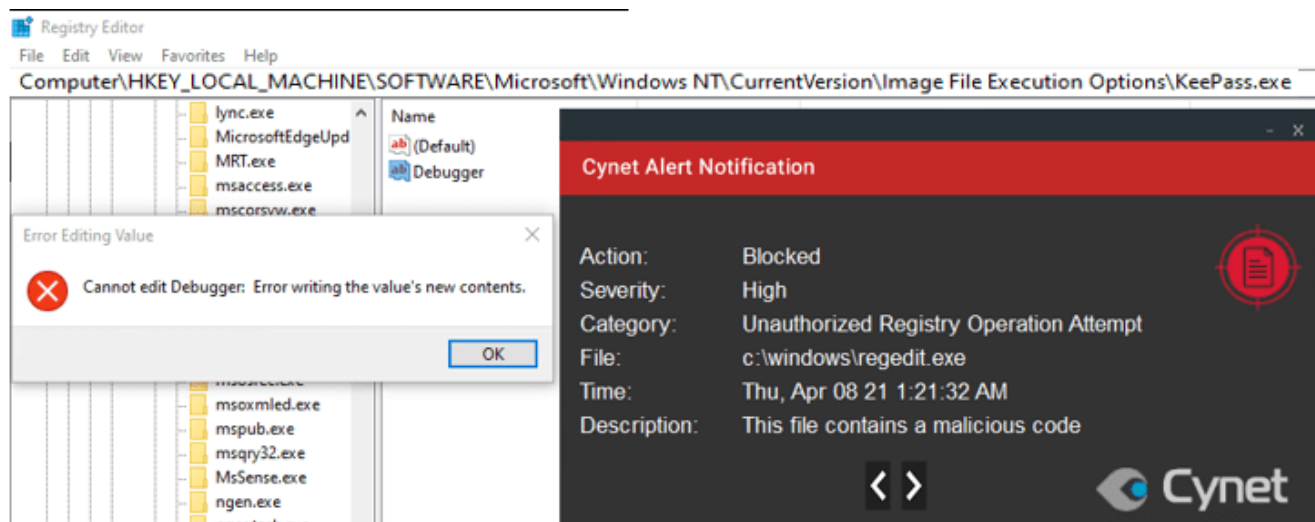 Registry Editor
File Edit View Favorites Help
Computer\HKEY_LOCAL_MACHINE\SOFTWARE\Microsoft\Windows NT\CurrentVersion\Image File Execution Options\KeePass.exe
lync.exe
MicrosoftEdgeUpd
MRT.exe
msaccess.exe
mscorsvw.exe
Name
ab (Default)
ab Debugger
Error Editing Value
Cannot edit Debugger: Error writing the value's new contents.
OK
msoxmled.exe
mspub.exe
msqry32.exe
MsSense.exe
ngen.exe
Cynet Alert Notification
Action: Blocked
Severity: High
Category: Unauthorized Registry Operation Attempt
File: c:\windows\regedit.exe
Time: Thu, Apr 08 21 1:21:32 AM
Description: This file contains a malicious code
Cynet